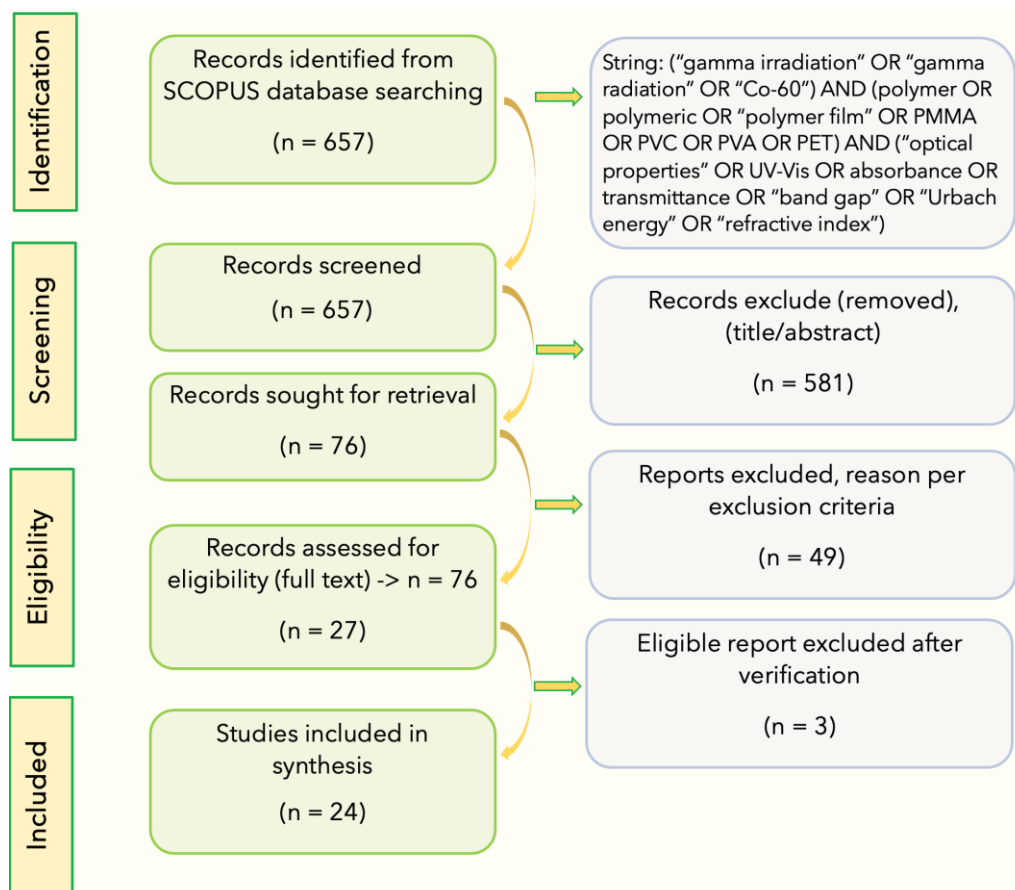 Identification
Records identified from
SCOPUS database searching
(n = 657)
String: (“gamma irradiation” OR “gamma
radiation” OR “Co-60”) AND (polymer OR
polymeric OR “polymer film” OR PMMA
OR PVC OR PVA OR PET) AND (“optical
properties” OR UV-Vis OR absorbance OR
transmittance OR “band gap” OR “Urbach
energy” OR “refractive index”)
Screening
Records screened
(n = 657)
Records exclude (removed),
(title/abstract)
(n = 581)
Records sought for retrieval
(n = 76)
Reports excluded, reason per
exclusion criteria
(n = 49)
Eligibility
Records assessed for
eligibility (full text) -> n = 76
(n = 27)
Eligible report excluded after
verification
(n = 3)
Included
Studies included in
synthesis
(n = 24)